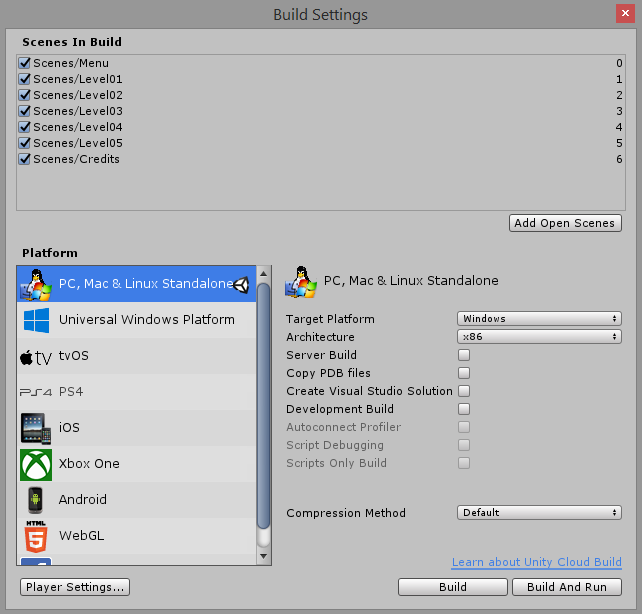 Build Settings
Scenes In Build
Scenes/Menu 0
Scenes/Level01 1
Scenes/Level02 2
Scenes/Level03 3
Scenes/Level04 4
Scenes/Level05 5
Scenes/Credits 6
Add Open Scenes
Platform
PC, Mac & Linux Standalone
Universal Windows Platform
tv tvOS
PS4 PS4
iOS
Xbox One
Android
HTML 5 WebGL
PC, Mac & Linux Standalone
Target Platform Windows
Architecture x86
Server Build
Copy PDB files
Create Visual Studio Solution
Development Build
Autoconnect Profiler
Script Debugging
Scripts Only Build
Compression Method Default
Learn about Unity Cloud Build
Player Settings... Build Build And Run